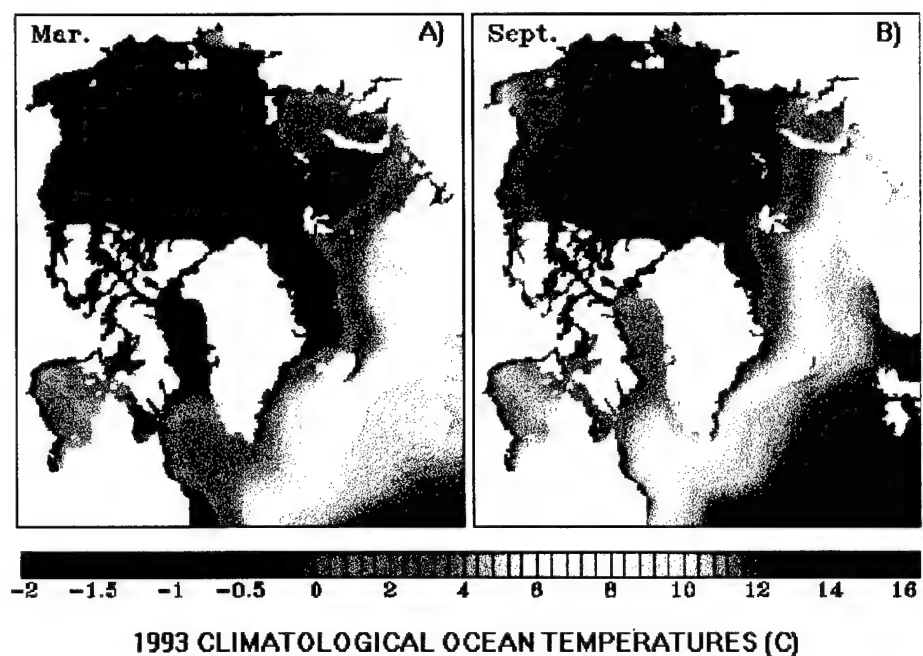 Mar. A) Sept. B)
-2 -1.5 -1 -0.5 0 2 4 6 8 10 12 14 16
1993 CLIMATOLOGICAL OCEAN TEMPERATURES (C)